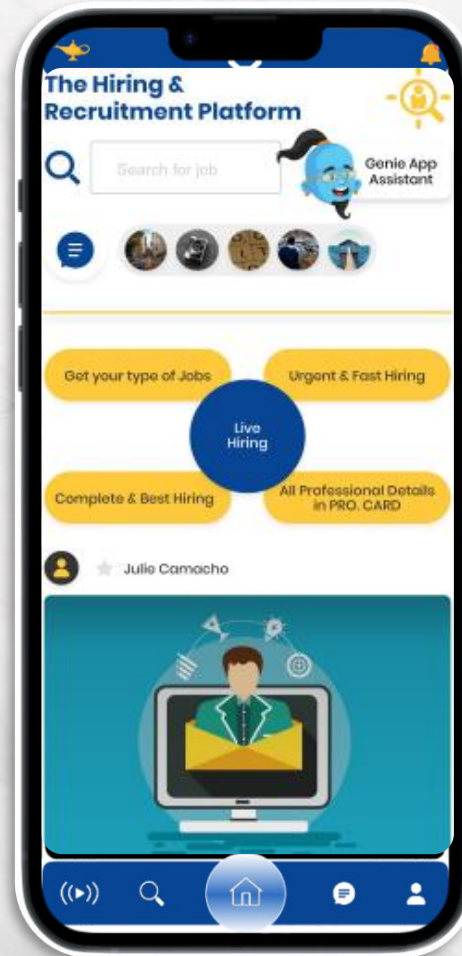 The Hiring &
Recruitment Platform
Search for job
Genie App
Assistant
Get your type of Jobs
Urgent & Fast Hiring
Live
Hiring
Complete & Best Hiring
All Professional Details
in PRO. CARD
Julie Camacho